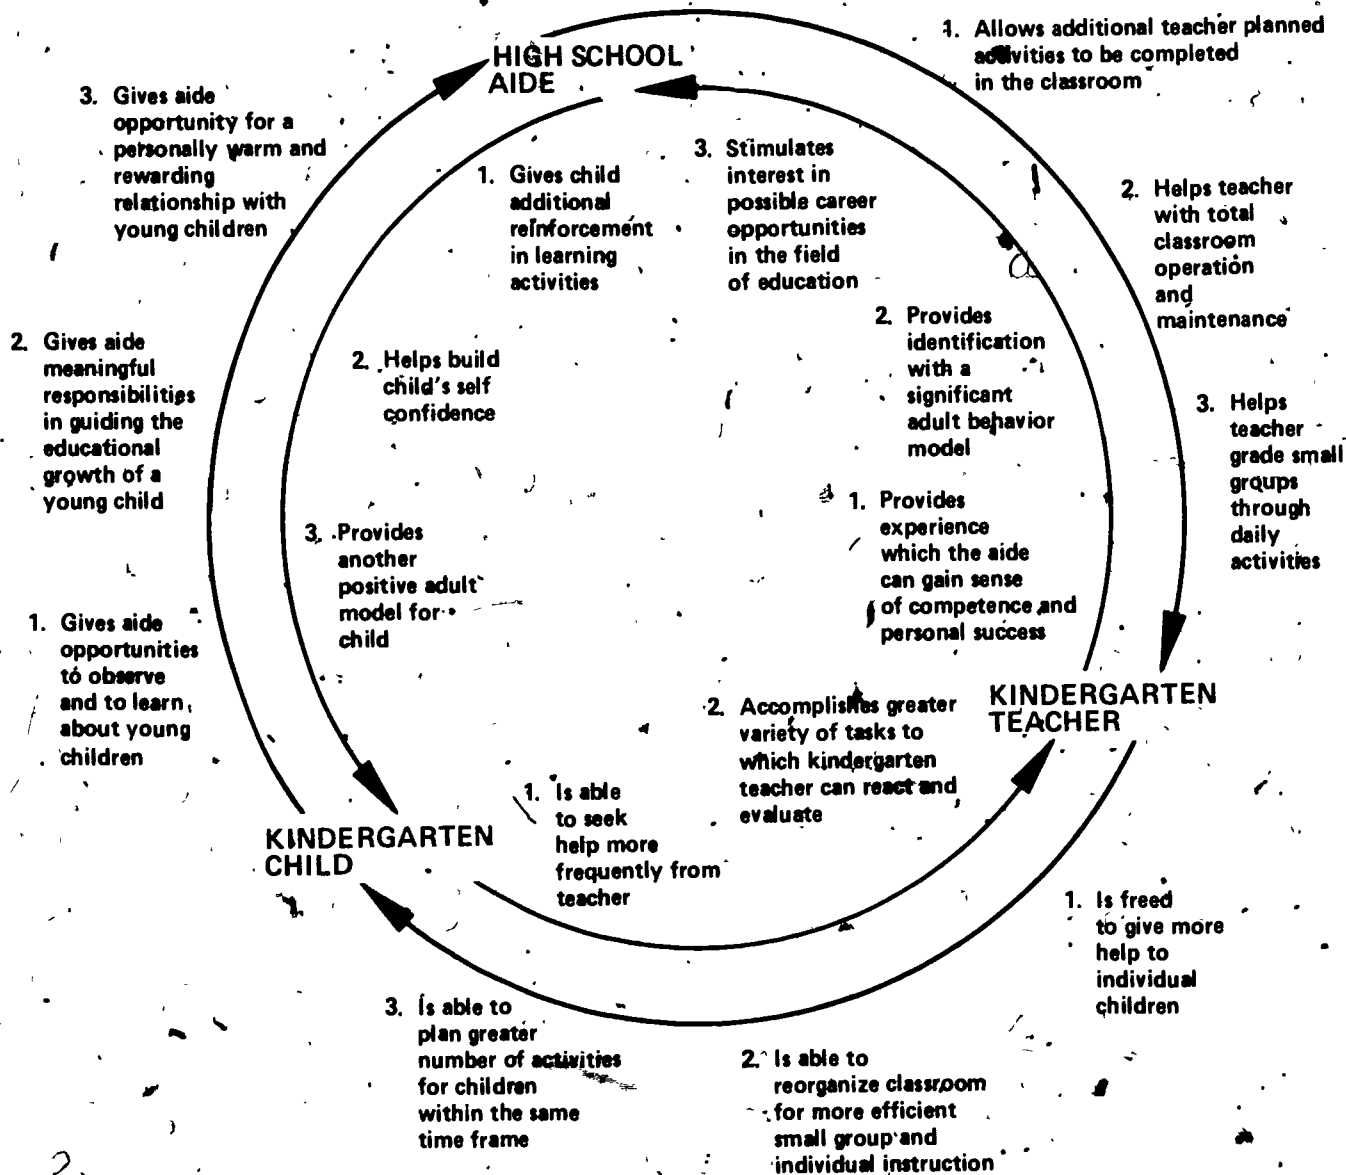 HIGH SCHOOL
AIDE
1. Allows additional teacher planned
activities to be completed
in the classroom
2. Helps teacher
with total
classroom
operation
and
maintenance
3. Helps
teacher
grade small
groups
through
daily
activities
KINDERGARTEN
TEACHER
1. Is freed
to give more
help to
individual
children
2. Is able to
reorganize classroom
for more efficient
small group and
individual instruction
3. Is able to
plan greater
number of activities
for children
within the same
time frame
KINDERGARTEN
CHILD
1. Gives aide
opportunities
to observe
and to learn
about young
children
2. Gives aide
meaningful
responsibilities
in guiding the
educational
growth of a
young child
3. Gives aide
opportunity for a
personally warm and
rewarding
relationship with
young children
1. Gives child
additional
reinforcement
in learning
activities
2. Helps build
child's self
confidence
3. Provides
another
positive adult
model for
child
1. Is able
to seek
help more
frequently from
teacher
2. Accomplishes greater
variety of tasks to
which kindergarten
teacher can react and
evaluate
1. Provides
experience
which the aide
can gain sense
of competence and
personal success
2. Provides
identification
with a
significant
adult behavior
model
3. Stimulates
interest in
possible career
opportunities
in the field
of education